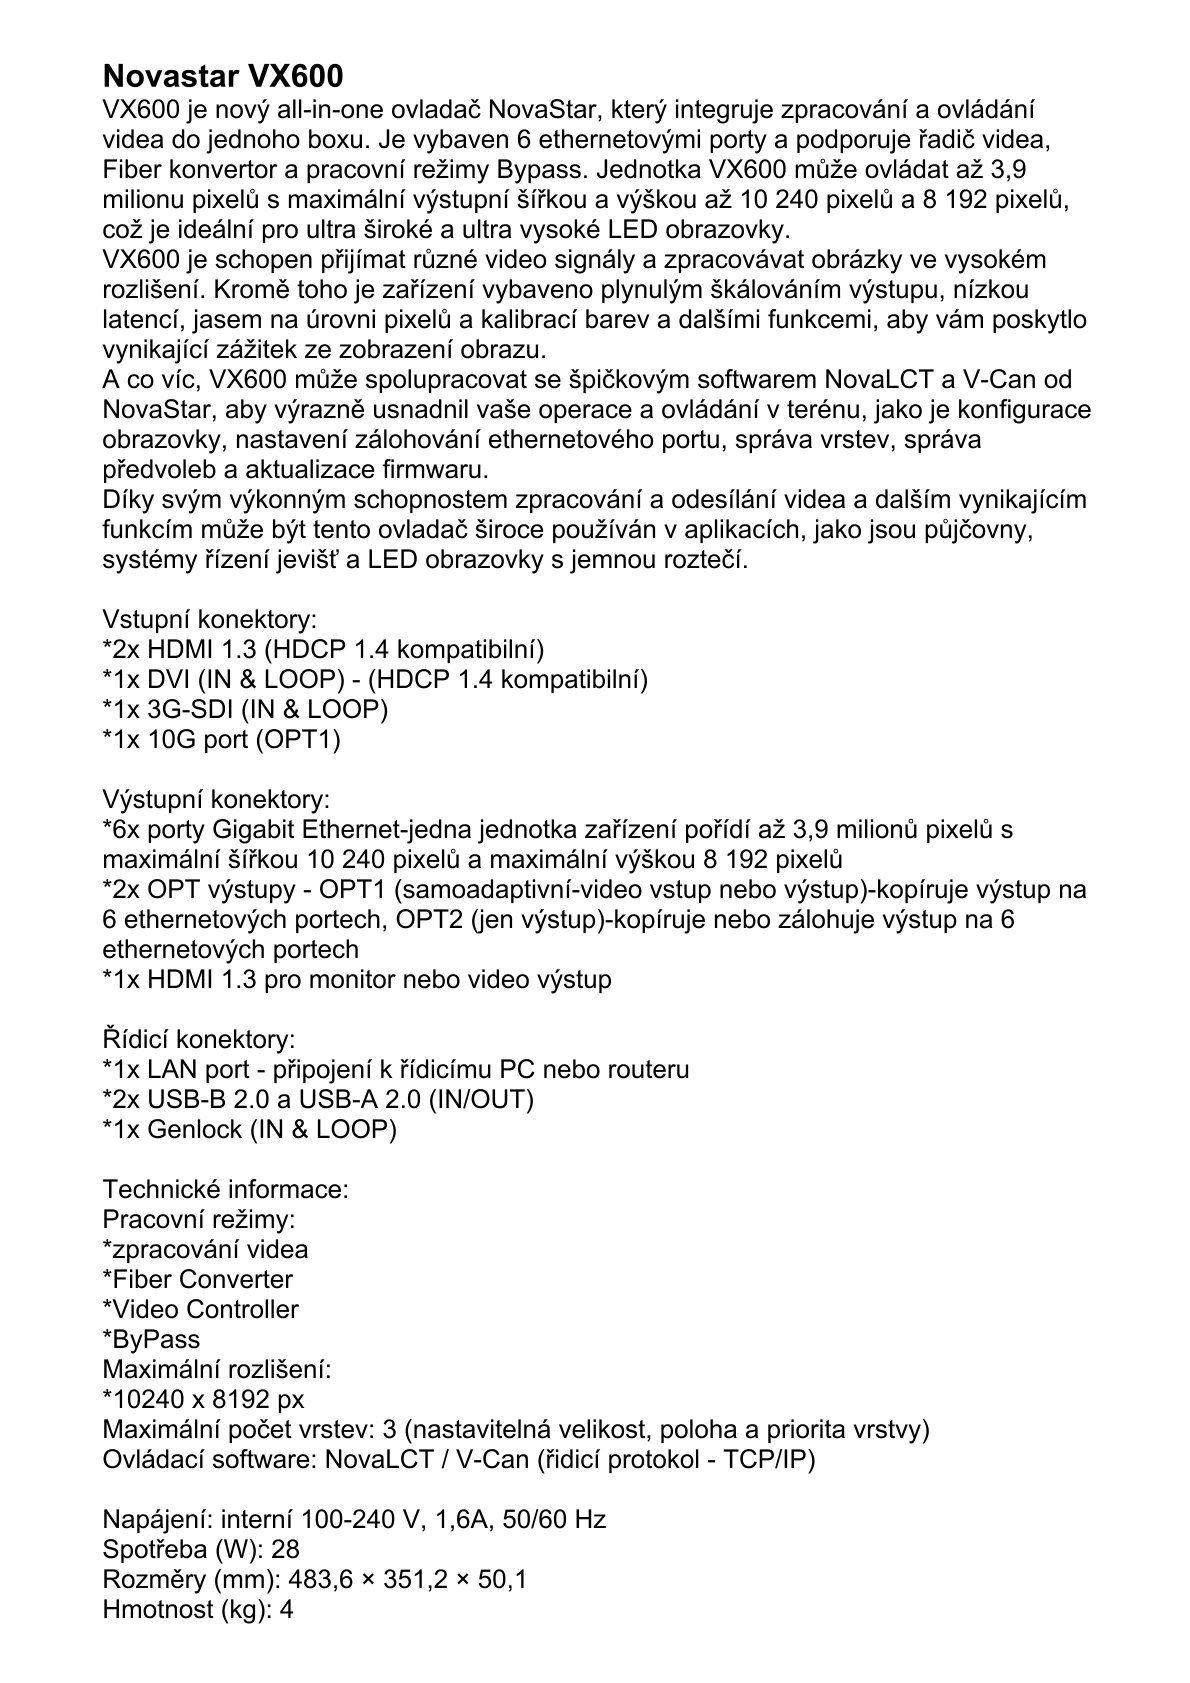 Novastar VX600
VX600 je nový all-in-one ovladač NovaStar, který integruje zpracování a ovládání
videa do jednoho boxu. Je vybaven 6 ethernetovými porty a podporuje řadič videa,
Fiber konvertor a pracovní režimy Bypass. Jednotka VX600 může ovládat až 3,9
milionu pixelů s maximální výstupní šířkou a výškou až 10 240 pixelů a 8 192 pixelů,
což je ideální pro ultra široké a ultra vysoké LED obrazovky.
VX600 je schopen přijímat různé video signály a zpracovávat obrázky ve vysokém
rozlišení. Kromě toho je zařízení vybaveno plynulým škálováním výstupu, nízkou
latencí, jasem na úrovni pixelů a kalibrací barev a dalšími funkcemi, aby vám poskytlo
vynikající zážitek ze zobrazení obrazu.
A co víc, VX600 může spolupracovat se špičkovým softwarem NovaLCT a V-Can od
NovaStar, aby výrazně usnadnil vaše operace a ovládání v terénu, jako je konfigurace
obrazovky, nastavení zálohování ethernetového portu, správa vrstev, správa
předvoleb a aktualizace firmwaru.
Díky svým výkonným schopnostem zpracování a odesílání videa a dalším vynikajícím
funkcím může být tento ovladač široce používán v aplikacích, jako jsou půjčovny,
systémy řízení jevišť a LED obrazovky s jemnou roztečí.
Vstupní konektory:
*2x HDMI 1.3 (HDCP 1.4 kompatibilní)
*1x DVI (IN & LOOP) - (HDCP 1.4 kompatibilní)
*1x 3G-SDI (IN & LOOP)
*1x 10G port (OPT1)
Výstupní konektory:
*6x porty Gigabit Ethernet-jedna jednotka zařízení pořídí až 3,9 milionů pixelů s
maximální šířkou 10 240 pixelů a maximální výškou 8 192 pixelů
*2x OPT výstupy - OPT1 (samoadaptivní-video vstup nebo výstup)-kopíruje výstup na
6 ethernetových portech, OPT2 (jen výstup)-kopíruje nebo zálohuje výstup na 6
ethernetových portech
*1x HDMI 1.3 pro monitor nebo video výstup
Řídicí konektory:
*1x LAN port - připojení k řídicímu PC nebo routeru
*2x USB-B 2.0 a USB-A 2.0 (IN/OUT)
*1x Genlock (IN & LOOP)
Technické informace:
Pracovní režimy:
*zpracování videa
*Fiber Converter
*Video Controller
*ByPass
Maximální rozlišení:
*10240 x 8192 px
Maximální počet vrstev: 3 (nastavitelná velikost, poloha a priorita vrstvy)
Ovládací software: NovaLCT / V-Can (řidicí protokol - TCP/IP)
Napájení: interní 100-240 V, 1,6A, 50/60 Hz
Spotřeba (W): 28
Rozměry (mm): 483,6 × 351,2 × 50,1
Hmotnost (kg): 4